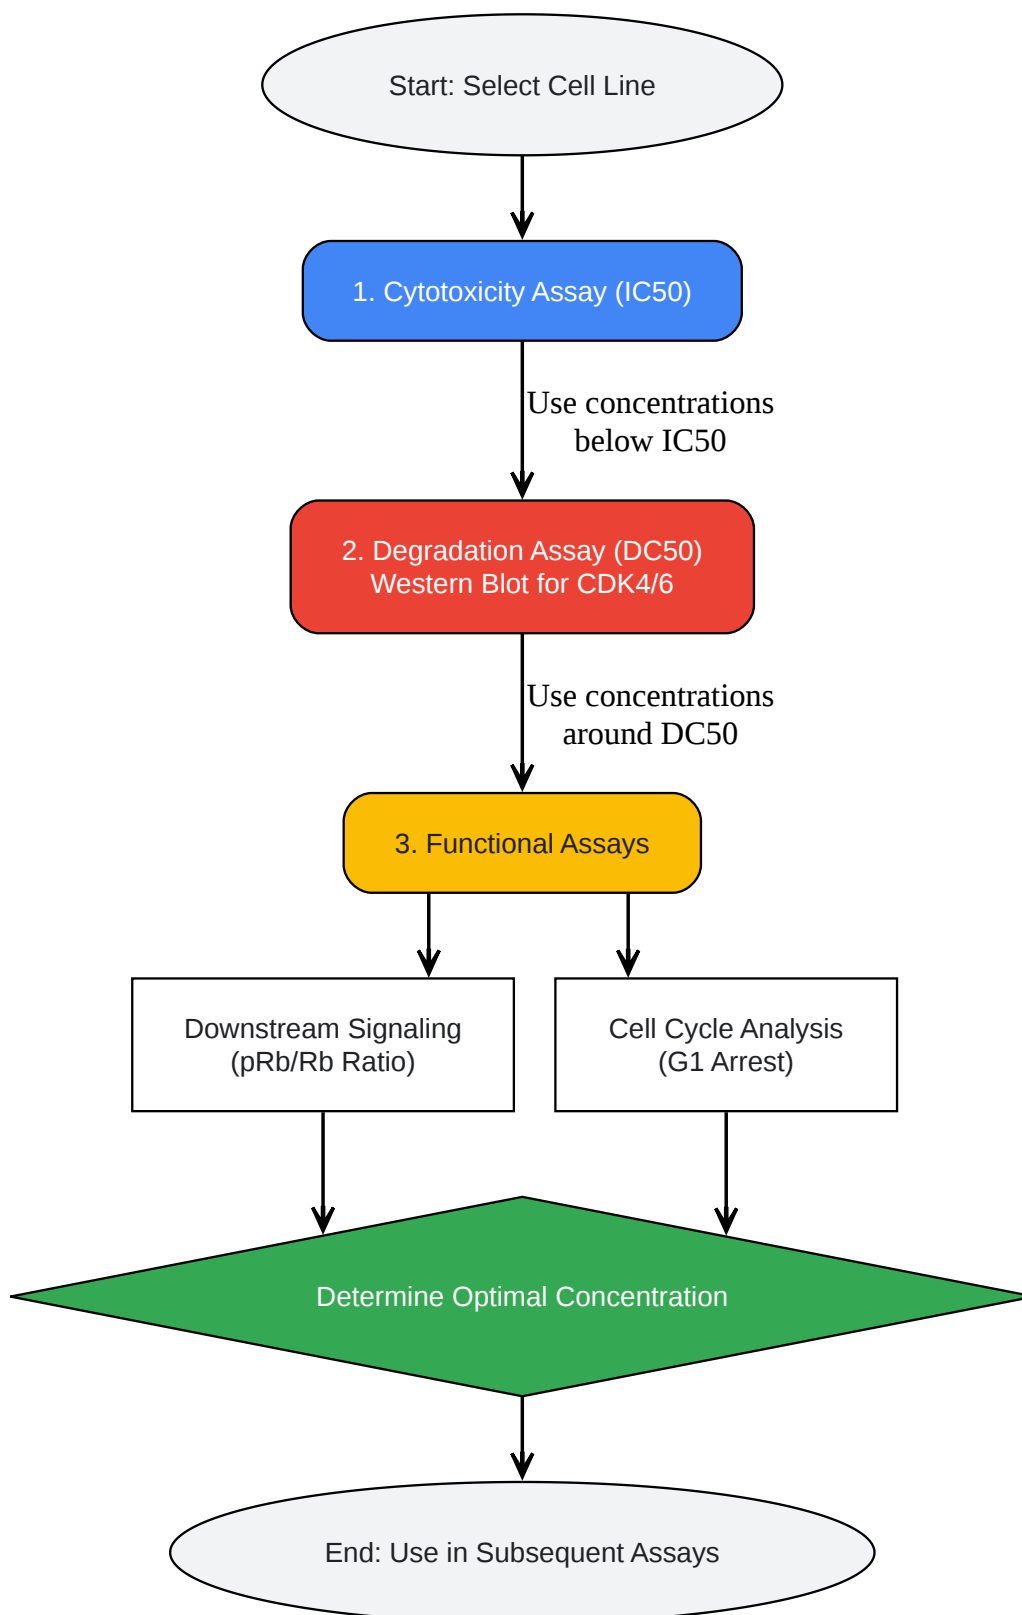 Start: Select Cell Line
1. Cytotoxicity Assay (IC50)
Use concentrations
below IC50
2. Degradation Assay (DC50)
Western Blot for CDK4/6
Use concentrations
around DC50
3. Functional Assays
Downstream Signaling
(pRb/Rb Ratio)
Cell Cycle Analysis
(G1 Arrest)
Determine Optimal Concentration
End: Use in Subsequent Assays